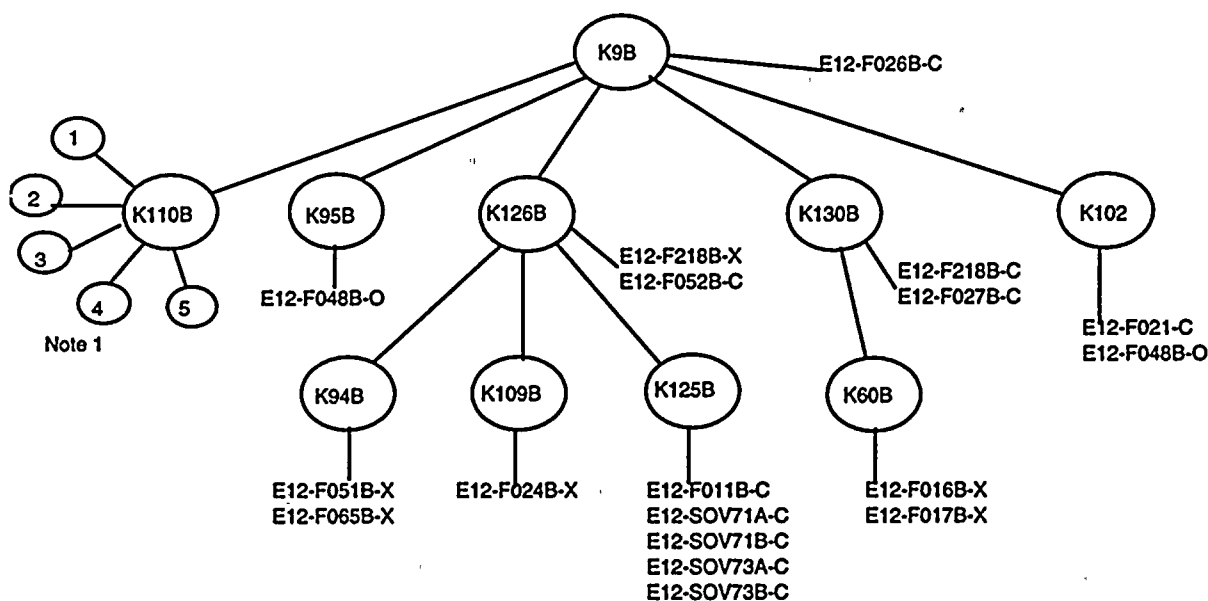 K9B
E12-F026B-C
1
2
3
4
5
Note 1
K110B
K95B
E12-F048B-O
K126B
E12-F218B-X
E12-F052B-C
K130B
E12-F218B-C
E12-F027B-C
K102
E12-F021-C
E12-F048B-O
K94B
E12-F051B-X
E12-F065B-X
K109B
E12-F024B-X
K125B
E12-F011B-C
E12-SOV71A-C
E12-SOV71B-C
E12-SOV73A-C
E12-SOV73B-C
K60B
E12-F016B-X
E12-F017B-X